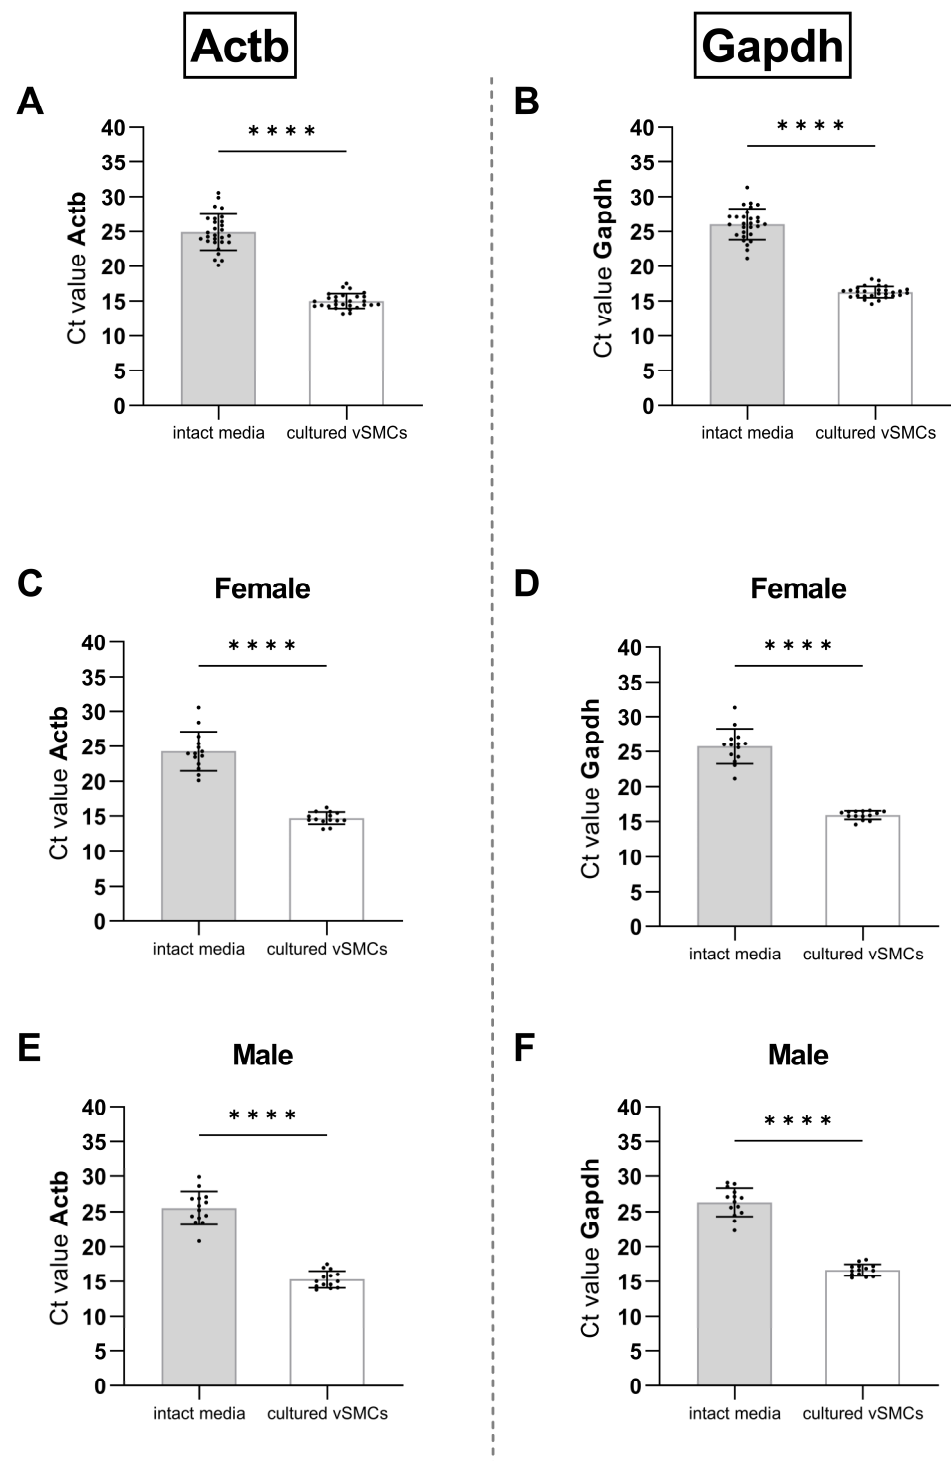 Actb
Gapdh
A
B
* * * *
* * * *
40
35
30
25
20
15
10
5
0
Ct value Actb
intact media cultured vSMCs
40
35
30
25
20
15
10
5
0
Ct value Gapdh
intact media cultured vSMCs
C
Female
* * * *
40
35
30
25
20
15
10
5
0
Ct value Actb
intact media cultured vSMCs
D
Female
* * * *
40
35
30
25
20
15
10
5
0
Ct value Gapdh
intact media cultured vSMCs
E
Male
* * * *
40
35
30
25
20
15
10
5
0
Ct value Actb
intact media cultured vSMCs
F
Male
* * * *
40
35
30
25
20
15
10
5
0
Ct value Gapdh
intact media cultured vSMCs